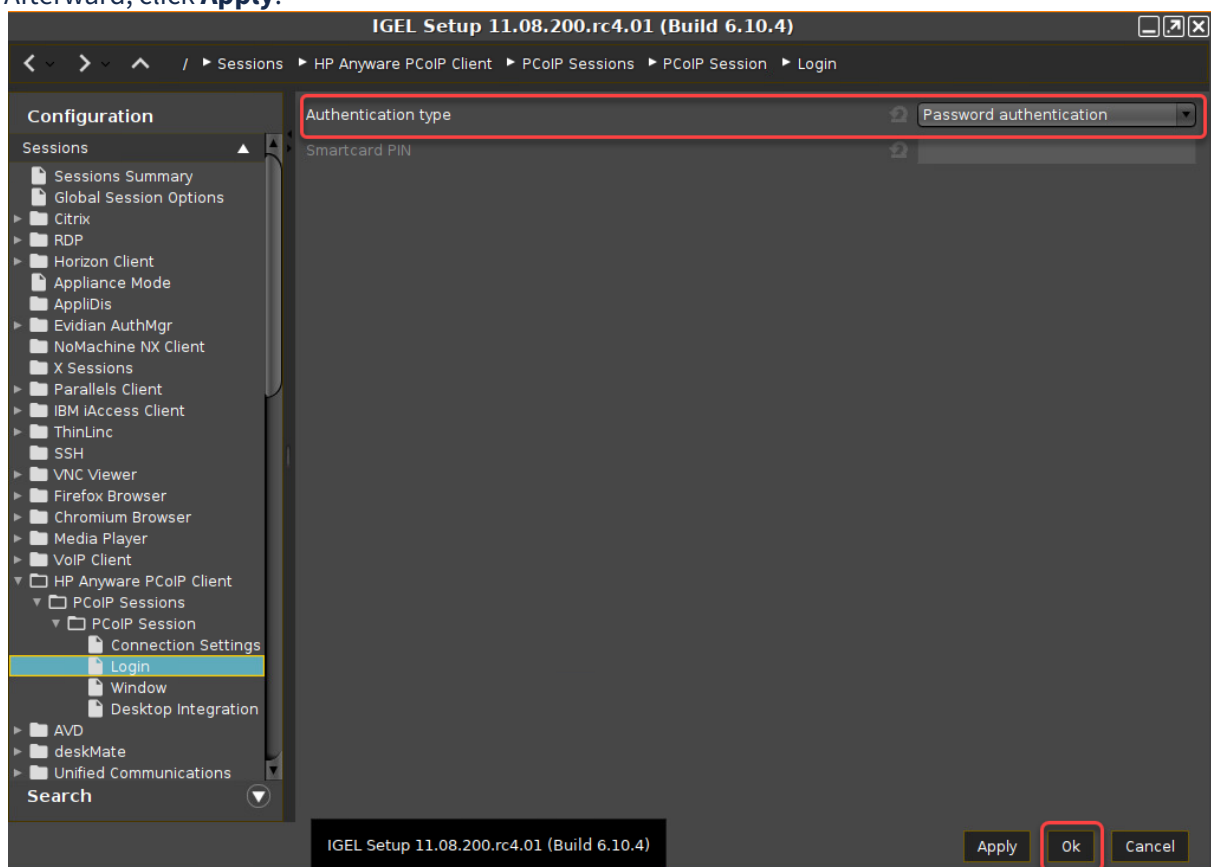 Afterward, click Apply.
IGEL Setup 11.08.200.rc4.01 (Build 6.10.4)
/ Sessions HP Anyware PCoIP Client PCoIP Sessions PCoIP Session Login
Configuration
Sessions
Sessions Summary
Global Session Options
Citrix
RDP
Horizon Client
Appliance Mode
AppliDis
Evidian AuthMgr
NoMachine NX Client
X Sessions
Parallels Client
IBM iAccess Client
ThinLinc
SSH
VNC Viewer
Firefox Browser
Chromium Browser
Media Player
VoIP Client
HP Anyware PCoIP Client
PCoIP Sessions
PCoIP Session
Connection Settings
Login
Window
Desktop Integration
AVD
deskMate
Unified Communications
Search
Authentication type Password authentication
Smartcard PIN
IGEL Setup 11.08.200.rc4.01 (Build 6.10.4)
Apply Ok Cancel